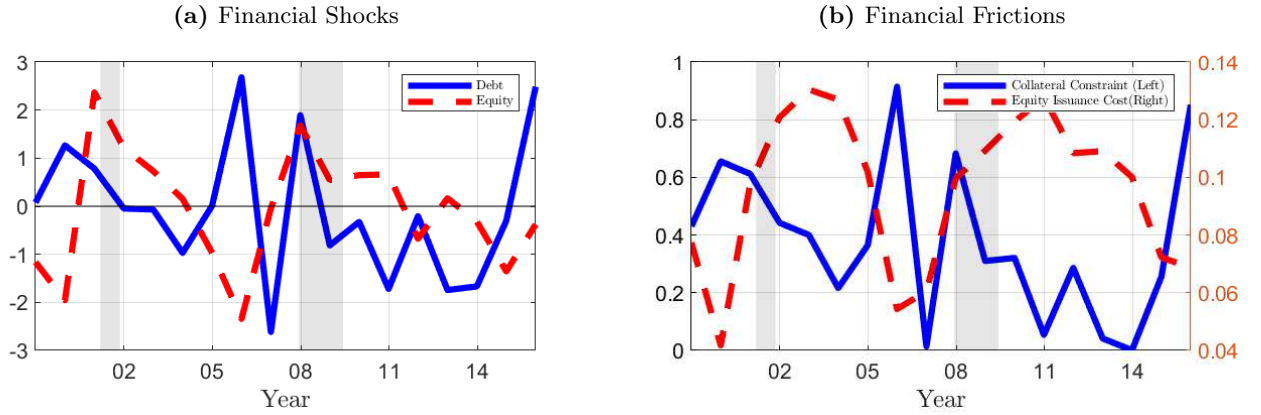 (a) Financial Shocks
3
2
1
0
-1
-2
-3
Debt
Equity
02 05 08 11 14
Year
(b) Financial Frictions
1
0.8
0.6
0.4
0.2
0
Collateral Constraint (Left)
Equity Issuance Cost(Right)
0.14
0.12
0.1
0.08
0.06
0.04
02 05 08 11 14
Year